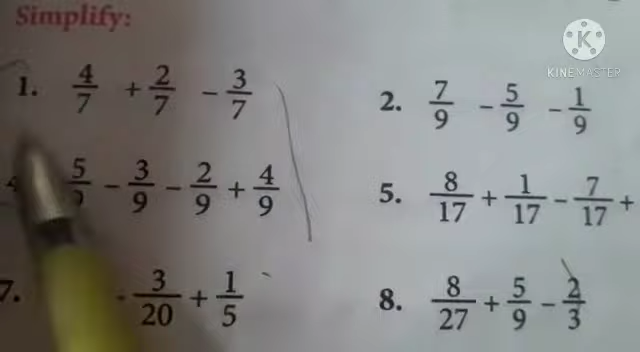 Simplify:
KINEMASTER
1. 4/7 + 2/7 - 3/7
2. 7/9 - 5/9 - 1/9
5/9 - 3/9 - 2/9 + 4/9
5. 8/17 + 1/17 - 7/17 +
7. - 3/20 + 1/5
8. 8/27 + 5/9 - 2/3